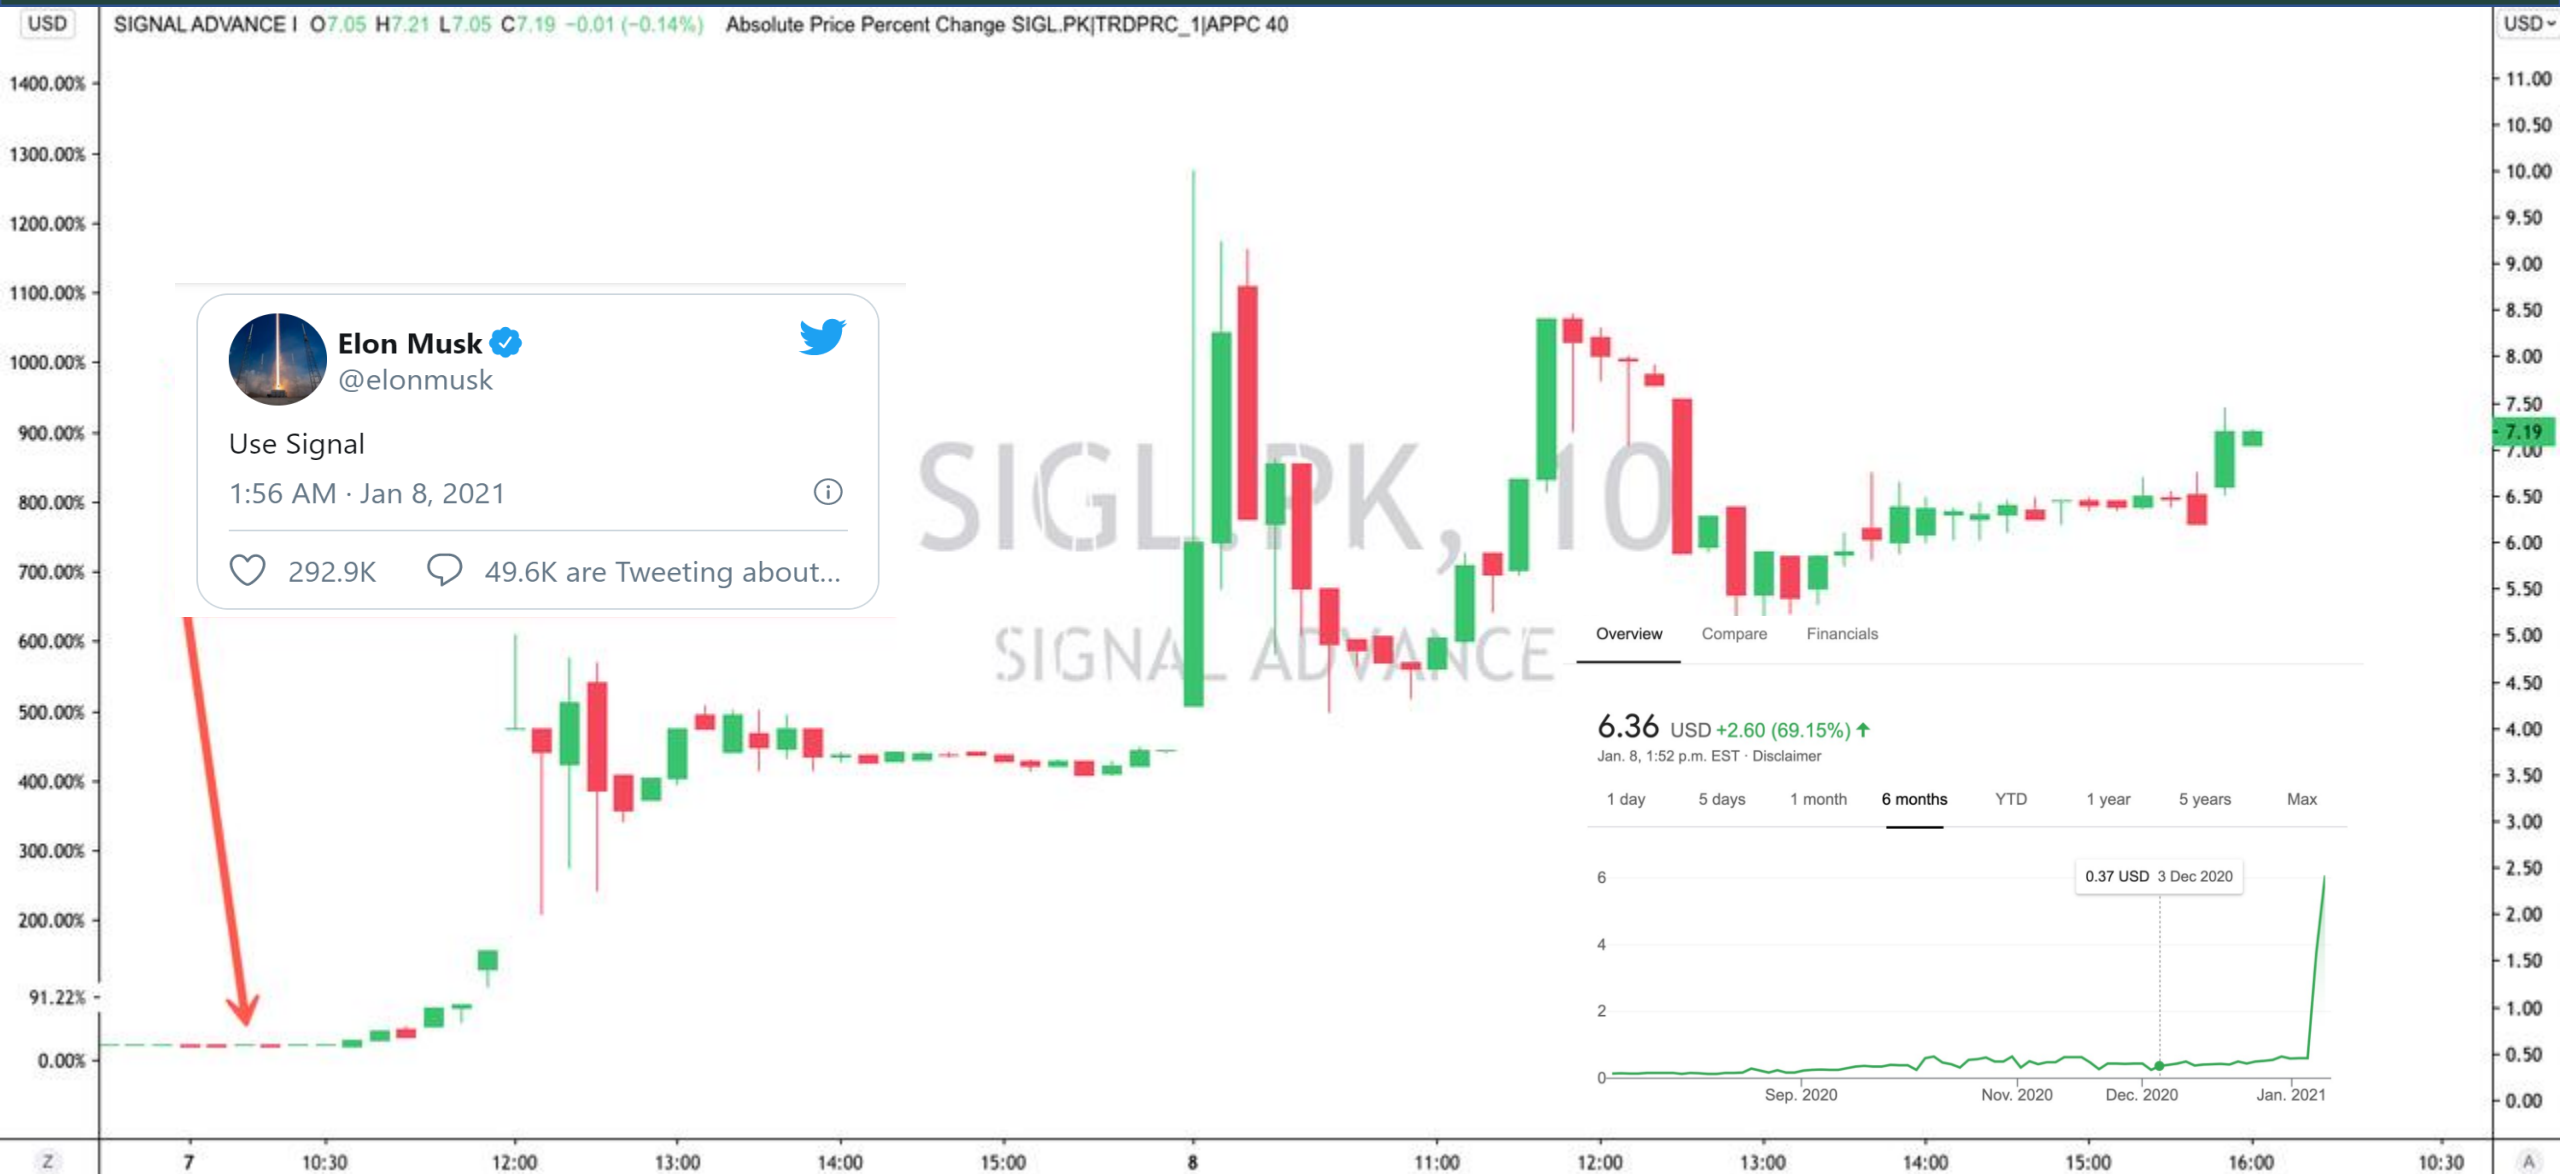 USD
SIGNAL ADVANCE I O7.05 H7.21 L7.05 C7.19 −0.01 (−0.14%) Absolute Price Percent Change SIGL.PK|TRDPRC_1|APPC 40
USD
1400.00%
1300.00%
1200.00%
1100.00%
1000.00%
900.00%
800.00%
700.00%
600.00%
500.00%
400.00%
300.00%
200.00%
91.22%
0.00%
Elon Musk
@elonmusk
Use Signal
1:56 AM · Jan 8, 2021
292.9K 49.6K are Tweeting about...
SIGL.PK, 10
SIGNAL ADVANCE
Overview Compare Financials
6.36 USD +2.60 (69.15%)
Jan. 8, 1:52 p.m. EST · Disclaimer
1 day 5 days 1 month 6 months YTD 1 year 5 years Max
0.37 USD 3 Dec 2020
6
4
2
0
Sep. 2020 Nov. 2020 Dec. 2020 Jan. 2021
11.00
10.50
10.00
9.50
9.00
8.50
8.00
7.50
7.19
7.00
6.50
6.00
5.50
5.00
4.50
4.00
3.50
3.00
2.50
2.00
1.50
1.00
0.50
0.00
Z 7 10:30 12:00 13:00 14:00 15:00 8 11:00 12:00 13:00 14:00 15:00 16:00 10:30 A